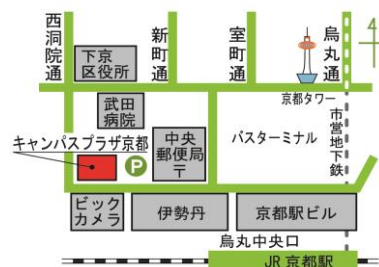 西洞院通
新町通
室町通
烏丸通
4
下京
区役所
京都タワー
武田
病院
市営地下鉄
キャンパスプラザ京都
P
中央
郵便局
〒
バスターミナル
ビック
カメラ
伊勢丹
京都駅ビル
烏丸中央口
JR 京都駅